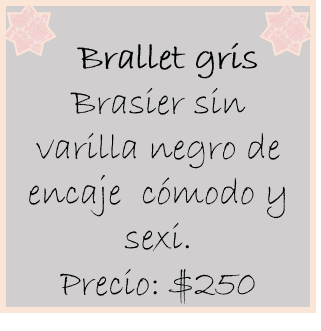 Brallet gris
Brasier sin
varilla negro de
encaje cómodo y
sexi.
Precio: $250